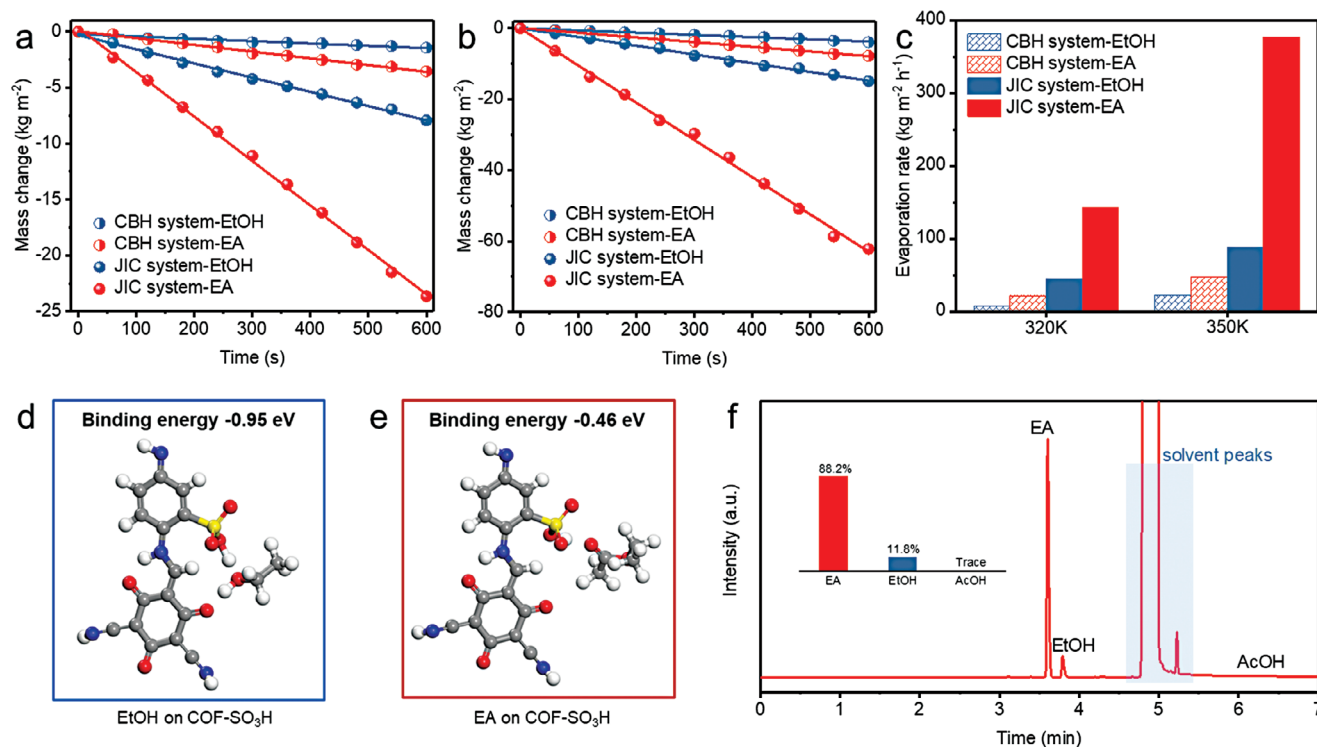 a
Mass change (kg m⁻²)
0
-5
-10
-15
-20
-25
CBH system-EtOH
CBH system-EA
JIC system-EtOH
JIC system-EA
0 100 200 300 400 500 600
Time (s)
b
Mass change (kg m⁻²)
0
-20
-40
-60
-80
CBH system-EtOH
CBH system-EA
JIC system-EtOH
JIC system-EA
0 100 200 300 400 500 600
Time (s)
c
Evaporation rate (kg m⁻² h⁻¹)
400
300
200
100
0
CBH system-EtOH
CBH system-EA
JIC system-EtOH
JIC system-EA
320K 350K
d
Binding energy -0.95 eV
EtOH on COF-SO₃H
e
Binding energy -0.46 eV
EA on COF-SO₃H
f
Intensity (a.u.)
EA
EtOH
solvent peaks
AcOH
88.2%
11.8%
Trace
EA EtOH AcOH
0 1 2 3 4 5 6 7
Time (min)